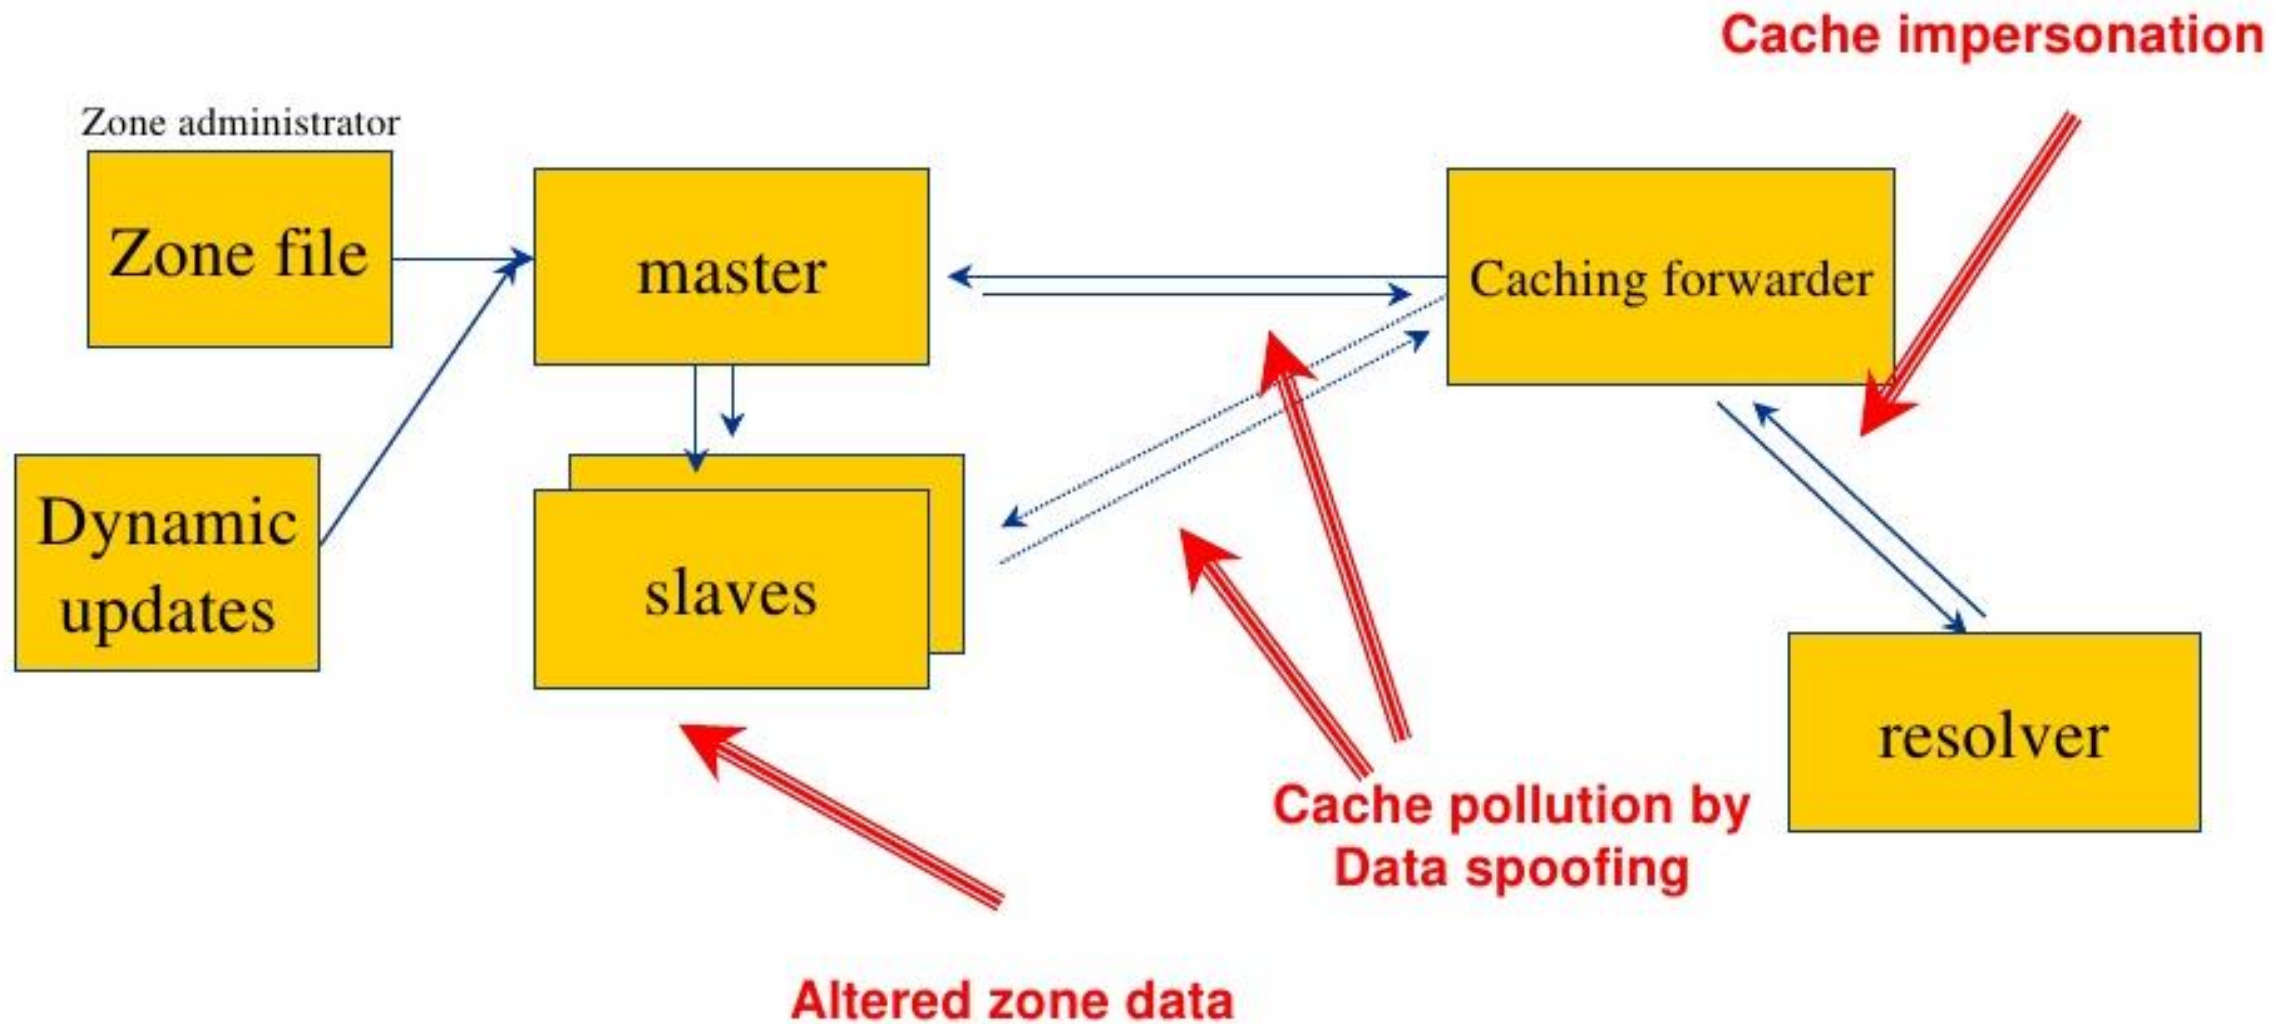 Cache impersonation
Zone administrator
Zone file
master
Caching forwarder
Dynamic
updates
slaves
resolver
Cache pollution by
Data spoofing
Altered zone data